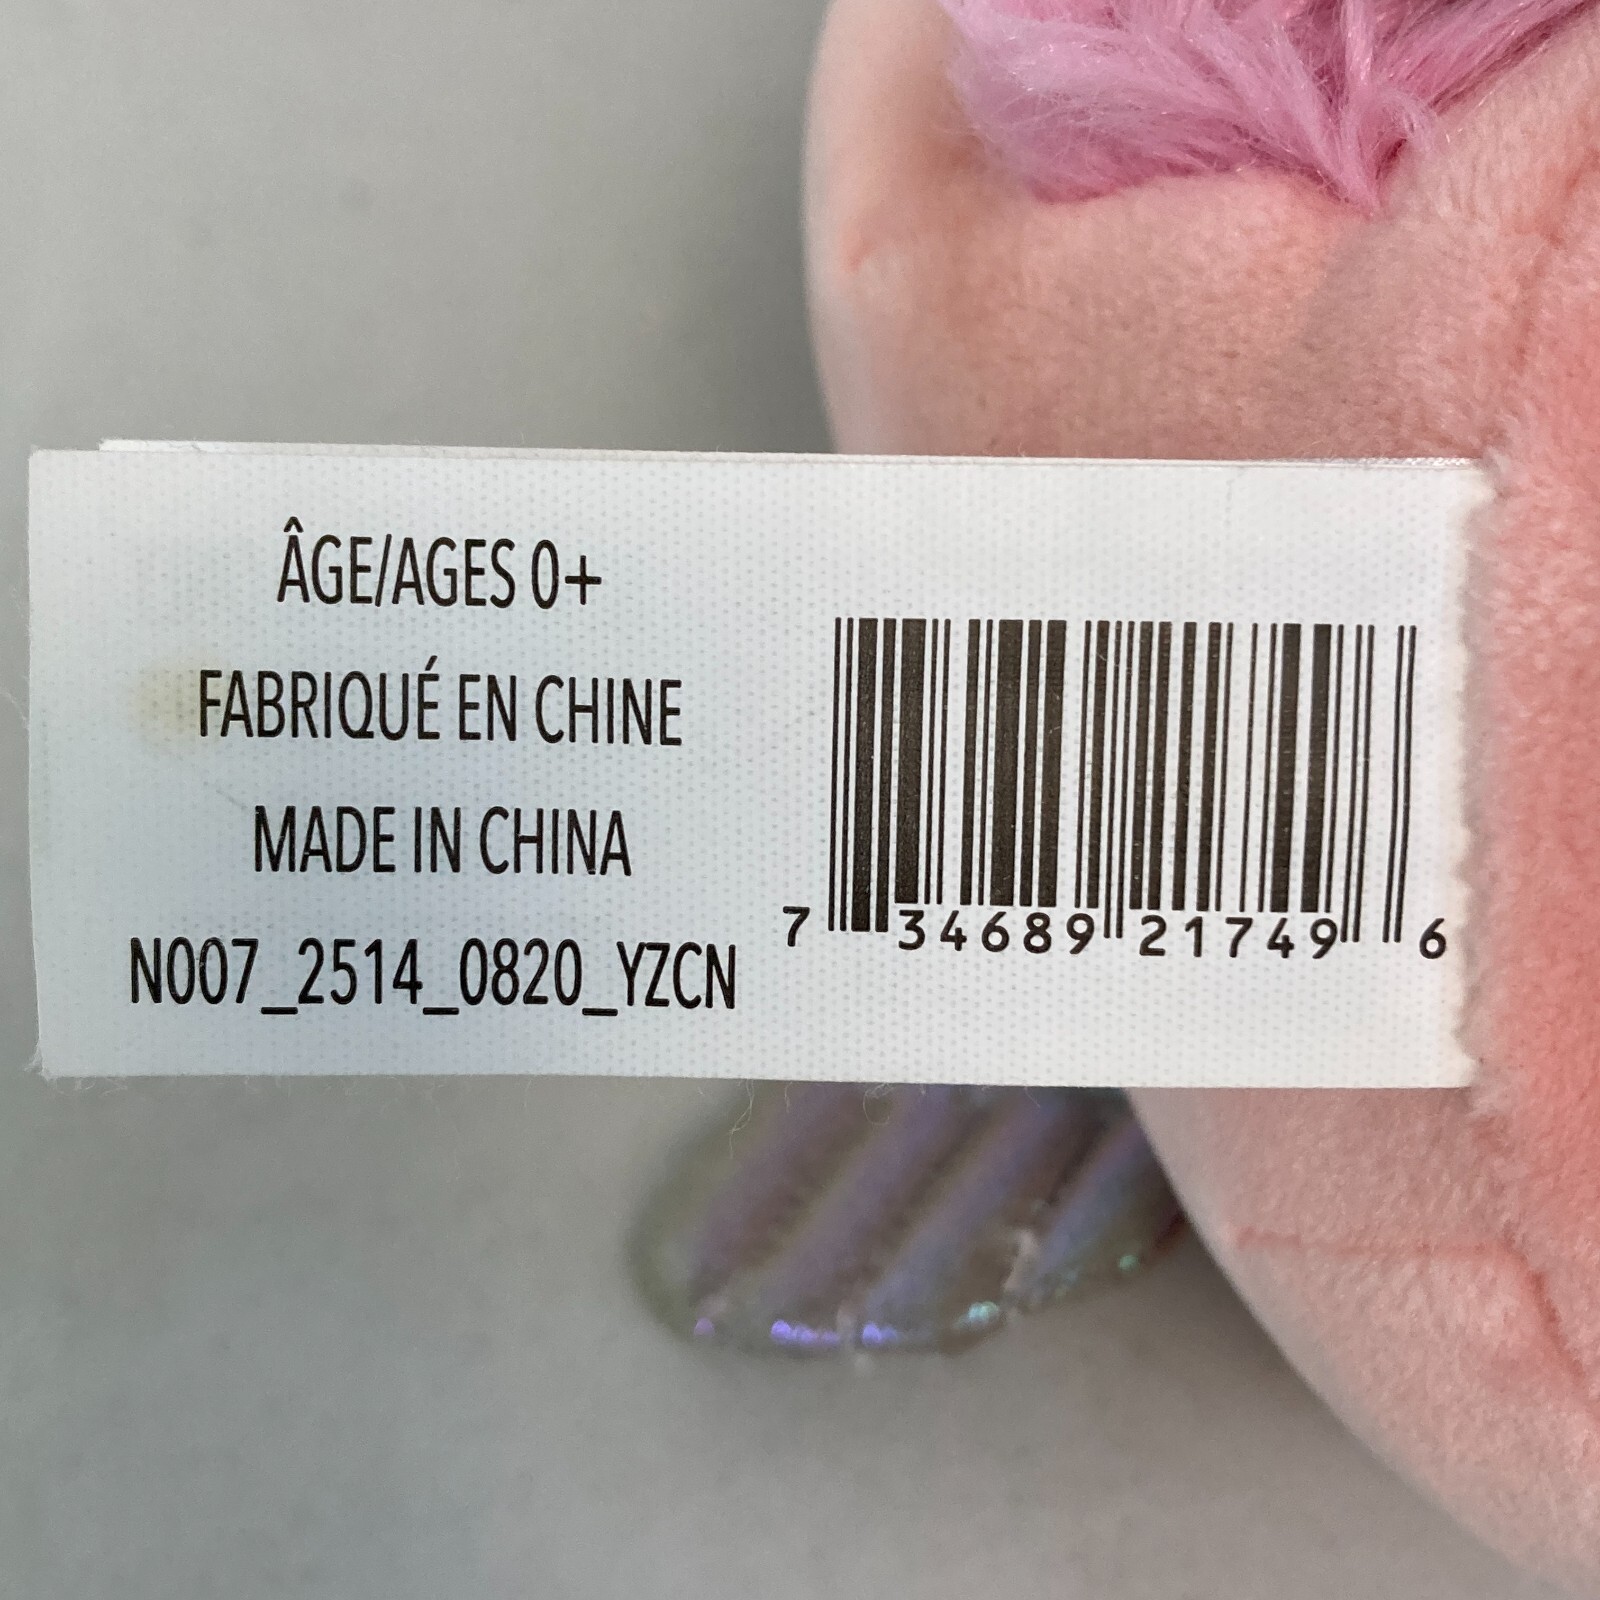 ÂGE/AGES 0+
FABRIQUÉ EN CHINE
MADE IN CHINA
N007_2514_0820_YZCN
7 34689 21749 6